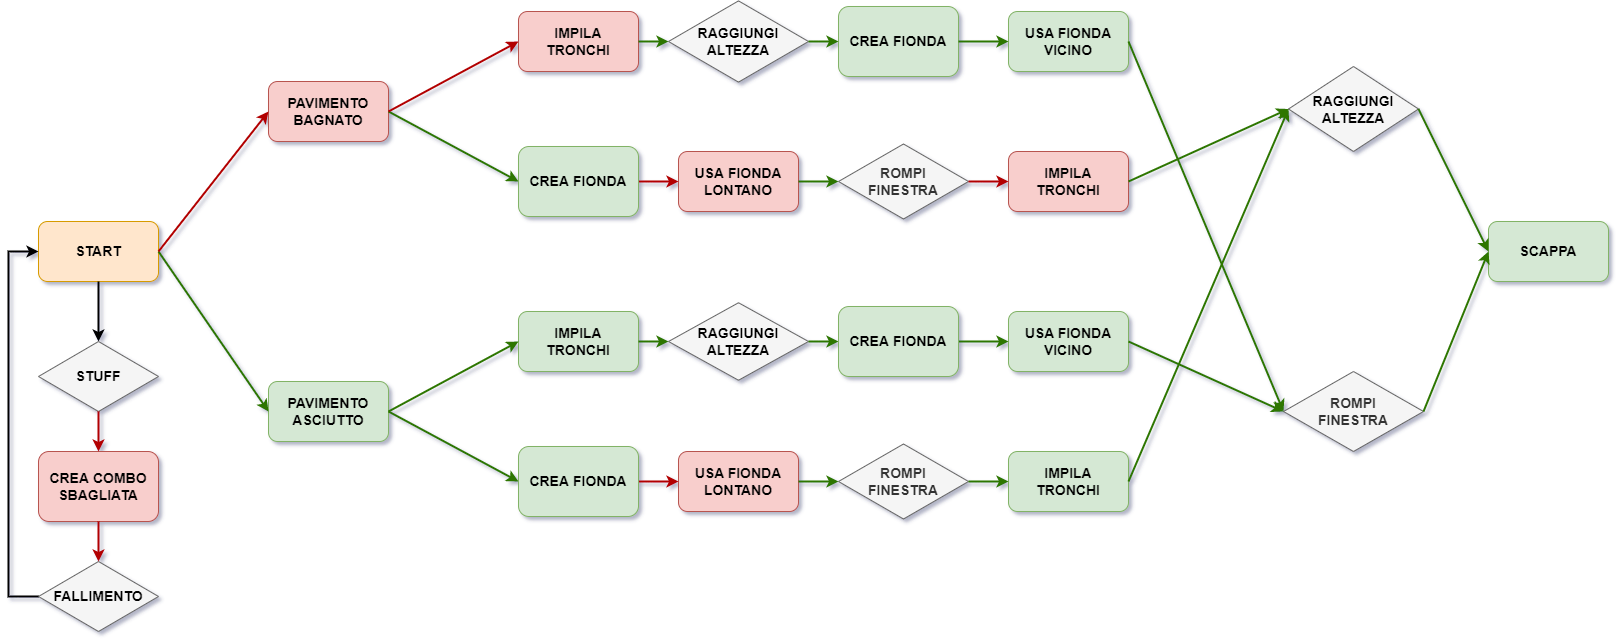 IMPILA
TRONCHI
RAGGIUNGI
ALTEZZA
CREA FIONDA
USA FIONDA
VICINO
PAVIMENTO
BAGNATO
RAGGIUNGI
ALTEZZA
CREA FIONDA
USA FIONDA
LONTANO
ROMPI
FINESTRA
IMPILA
TRONCHI
START
SCAPPA
IMPILA
TRONCHI
RAGGIUNGI
ALTEZZA
CREA FIONDA
USA FIONDA
VICINO
STUFF
PAVIMENTO
ASCIUTTO
ROMPI
FINESTRA
CREA COMBO
SBAGLIATA
CREA FIONDA
USA FIONDA
LONTANO
ROMPI
FINESTRA
IMPILA
TRONCHI
FALLIMENTO